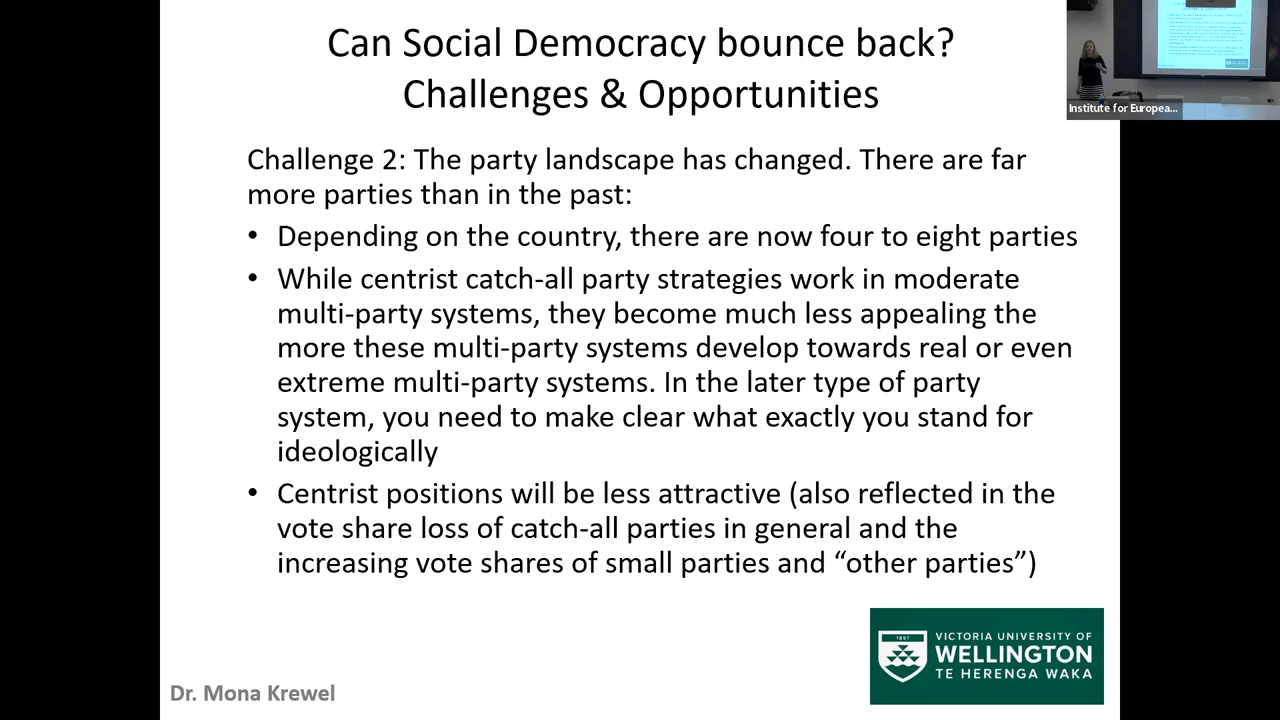 Can Social Democracy bounce back?
Challenges & Opportunities
Institute for Europea...
Challenge 2: The party landscape has changed. There are far
more parties than in the past:
• Depending on the country, there are now four to eight parties
• While centrist catch-all party strategies work in moderate
multi-party systems, they become much less appealing the
more these multi-party systems develop towards real or even
extreme multi-party systems. In the later type of party
system, you need to make clear what exactly you stand for
ideologically
• Centrist positions will be less attractive (also reflected in the
vote share loss of catch-all parties in general and the
increasing vote shares of small parties and “other parties”)
1897
VICTORIA UNIVERSITY OF
WELLINGTON
TE HERENGA WAKA
Dr. Mona Krewel